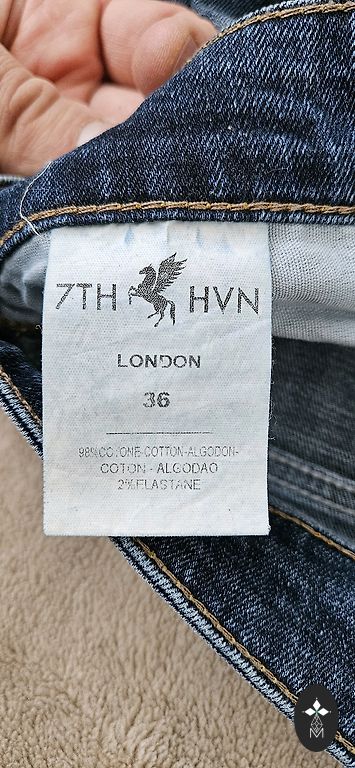 7TH HVN
LONDON
36
98%COTONE-COTTON-ALGODON-
COTON - ALGODAO
2%ELASTANE
M